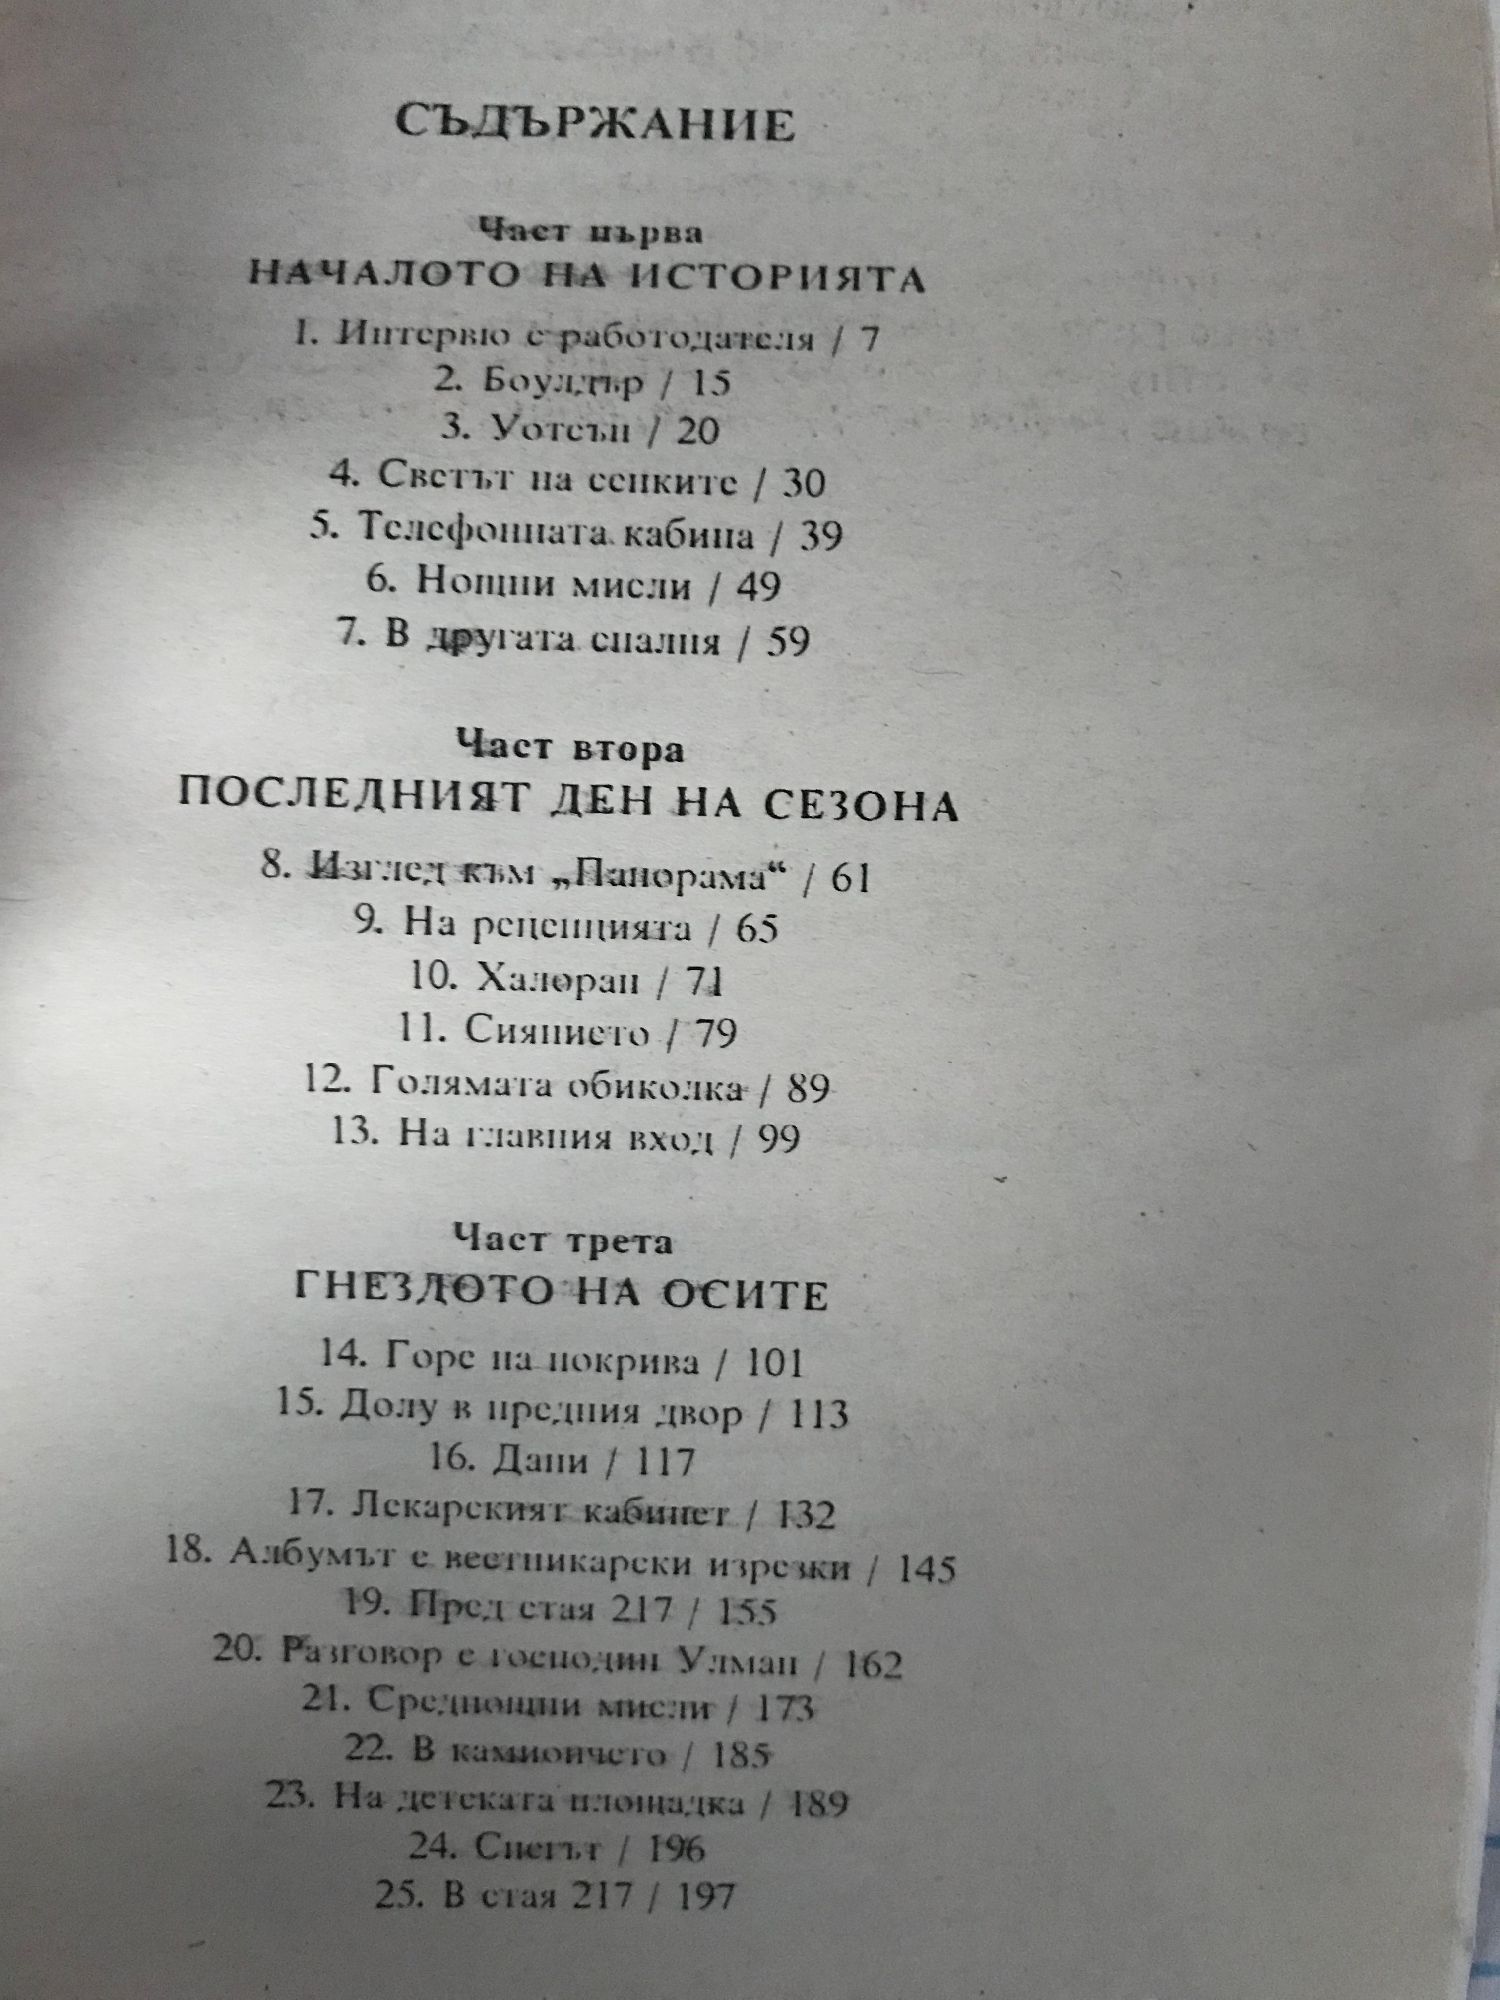 СЪДЪРЖАНИЕ
Част първа
НАЧАЛОТО НА ИСТОРИЯТА
1. Интервю с работодателя / 7
2. Боулдър / 15
3. Уотсън / 20
4. Светът на сенките / 30
5. Телефонната кабина / 39
6. Нощни мисли / 49
7. В другата спалня / 59
Част втора
ПОСЛЕДНИЯТ ДЕН НА СЕЗОНА
8. Изглед към „Панорама“ / 61
9. На рецепцията / 65
10. Халоран / 71
11. Сиянието / 79
12. Голямата обиколка / 89
13. На главния вход / 99
Част трета
ГНЕЗДОТО НА ОСИТЕ
14. Горе на покрива / 101
15. Долу в предния двор / 113
16. Дани / 117
17. Лекарският кабинет / 132
18. Албумът с вестникарски изрезки / 145
19. Пред стая 217 / 155
20. Разговор с господин Улман / 162
21. Среднощни мисли / 173
22. В камиончето / 185
23. На детската площадка / 189
24. Снегът / 196
25. В стая 217 / 197